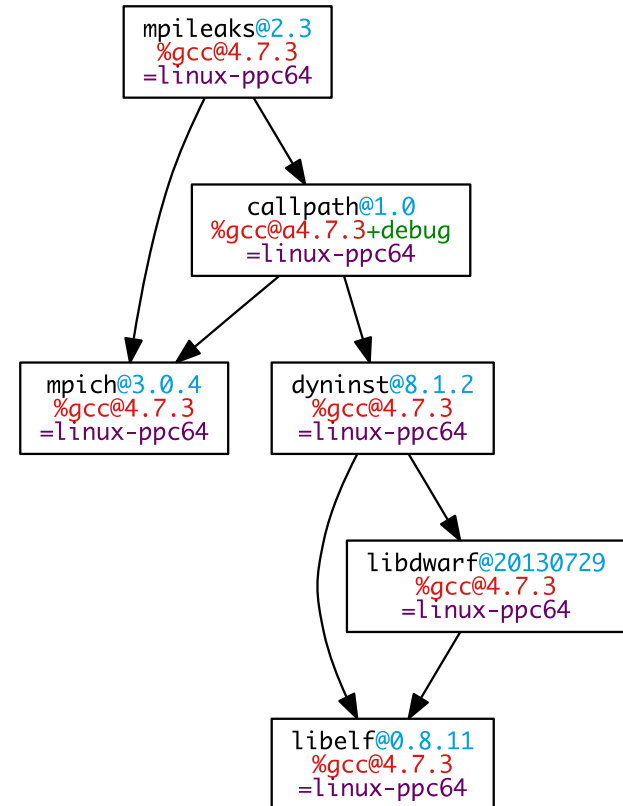 mpileaks@2.3
%gcc@4.7.3
=linux-ppc64
callpath@1.0
%gcc@a4.7.3+debug
=linux-ppc64
mpich@3.0.4
%gcc@4.7.3
=linux-ppc64
dyninst@8.1.2
%gcc@4.7.3
=linux-ppc64
libdwarf@20130729
%gcc@4.7.3
=linux-ppc64
libelf@0.8.11
%gcc@4.7.3
=linux-ppc64